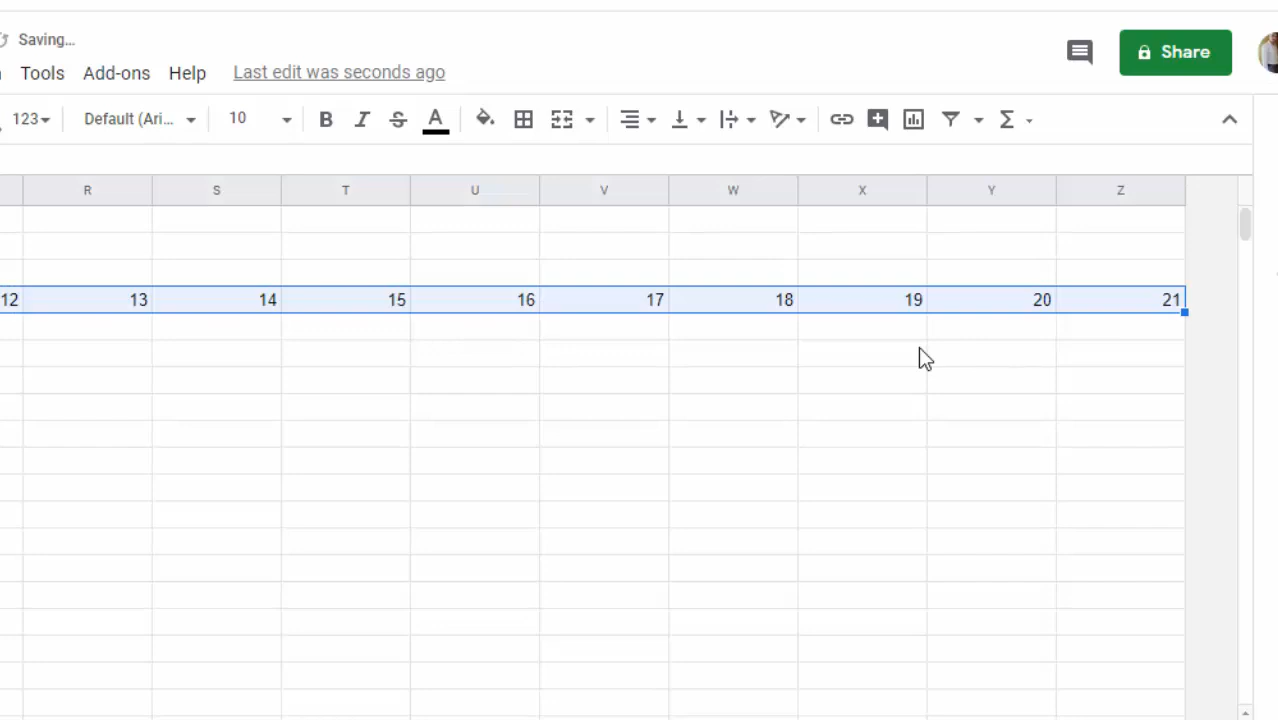 Saving...
Share
Tools Add-ons Help Last edit was seconds ago
123 Default (Ari... 10 B I S A Σ
R S T U V W X Y Z
12 13 14 15 16 17 18 19 20 21